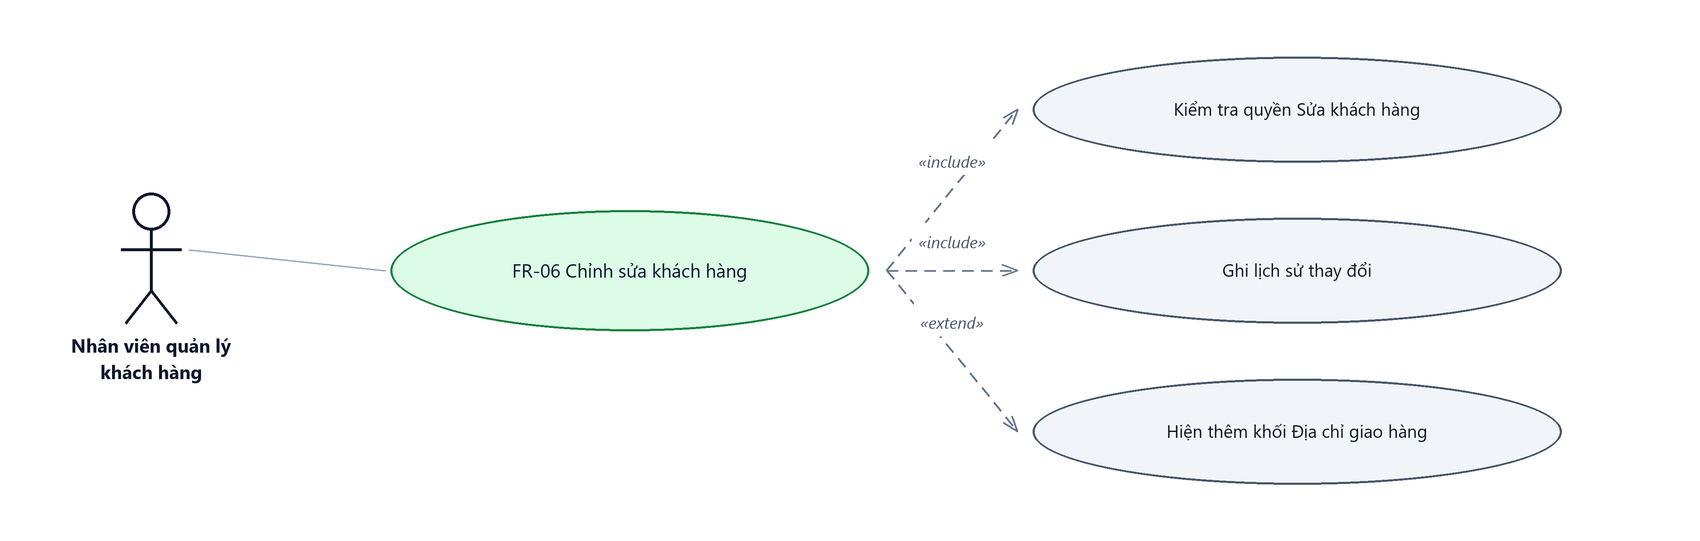 Kiểm tra quyền Sửa khách hàng
«include»
«include»
Nhân viên quản lý
khách hàng
FR-06 Chỉnh sửa khách hàng
Ghi lịch sử thay đổi
«extend»
Hiện thêm khối Địa chỉ giao hàng